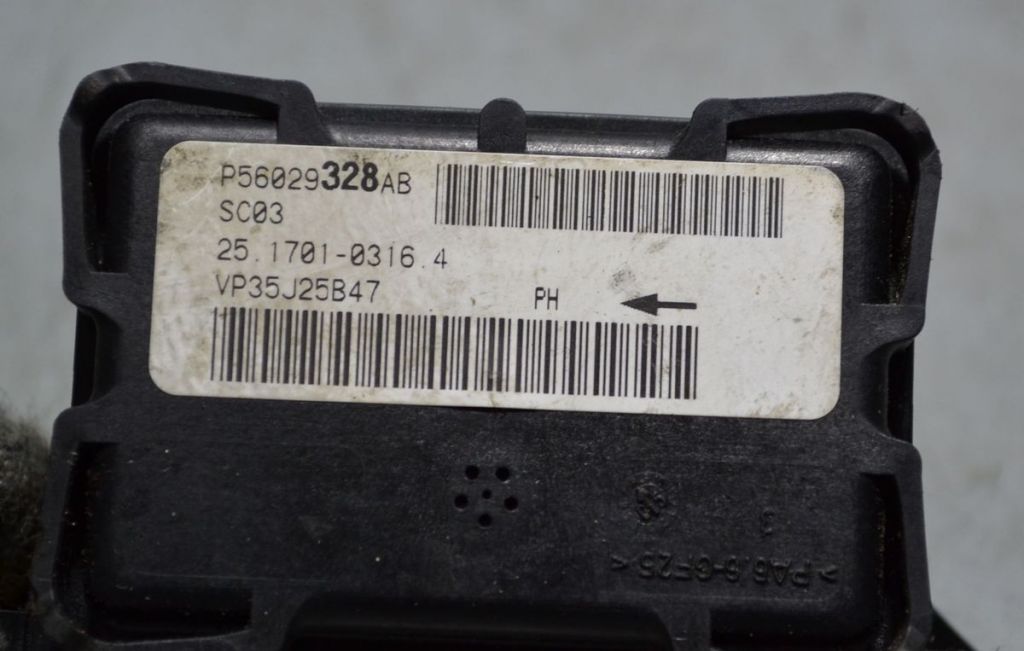 P56029328AB
SC03
25.1701-0316.4
VP35J25B47
PH
3
>PA6.6-GF25<